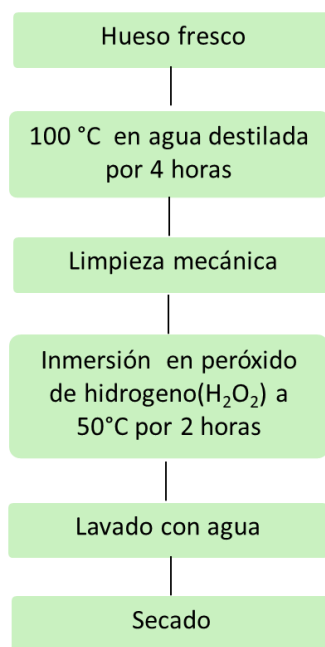 Hueso fresco
100 °C en agua destilada
por 4 horas
Limpieza mecánica
Inmersión en peróxido
de hidrogeno(H₂O₂) a
50°C por 2 horas
Lavado con agua
Secado